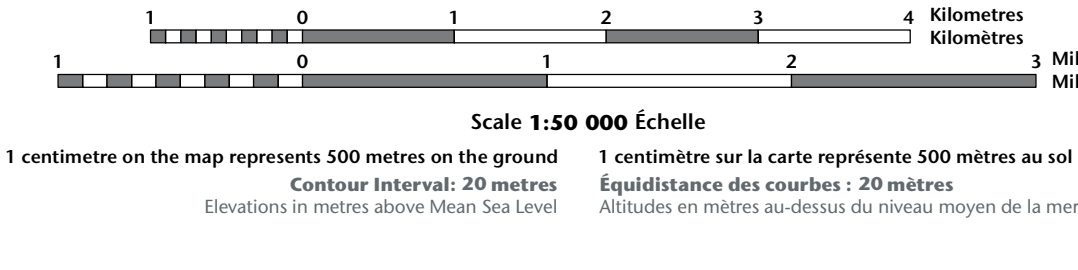 1 0 1 2 3 4 Kilometres
Kilomètres
1 0 1 2 3
Scale 1:50 000 Échelle
1 centimetre on the map represents 500 metres on the ground
Contour Interval: 20 metres
Elevations in metres above Mean Sea Level
1 centimètre sur la carte représente 500 mètres au sol
Équidistance des courbes : 20 mètres
Altitudes en mètres au-dessus du niveau moyen de la mer